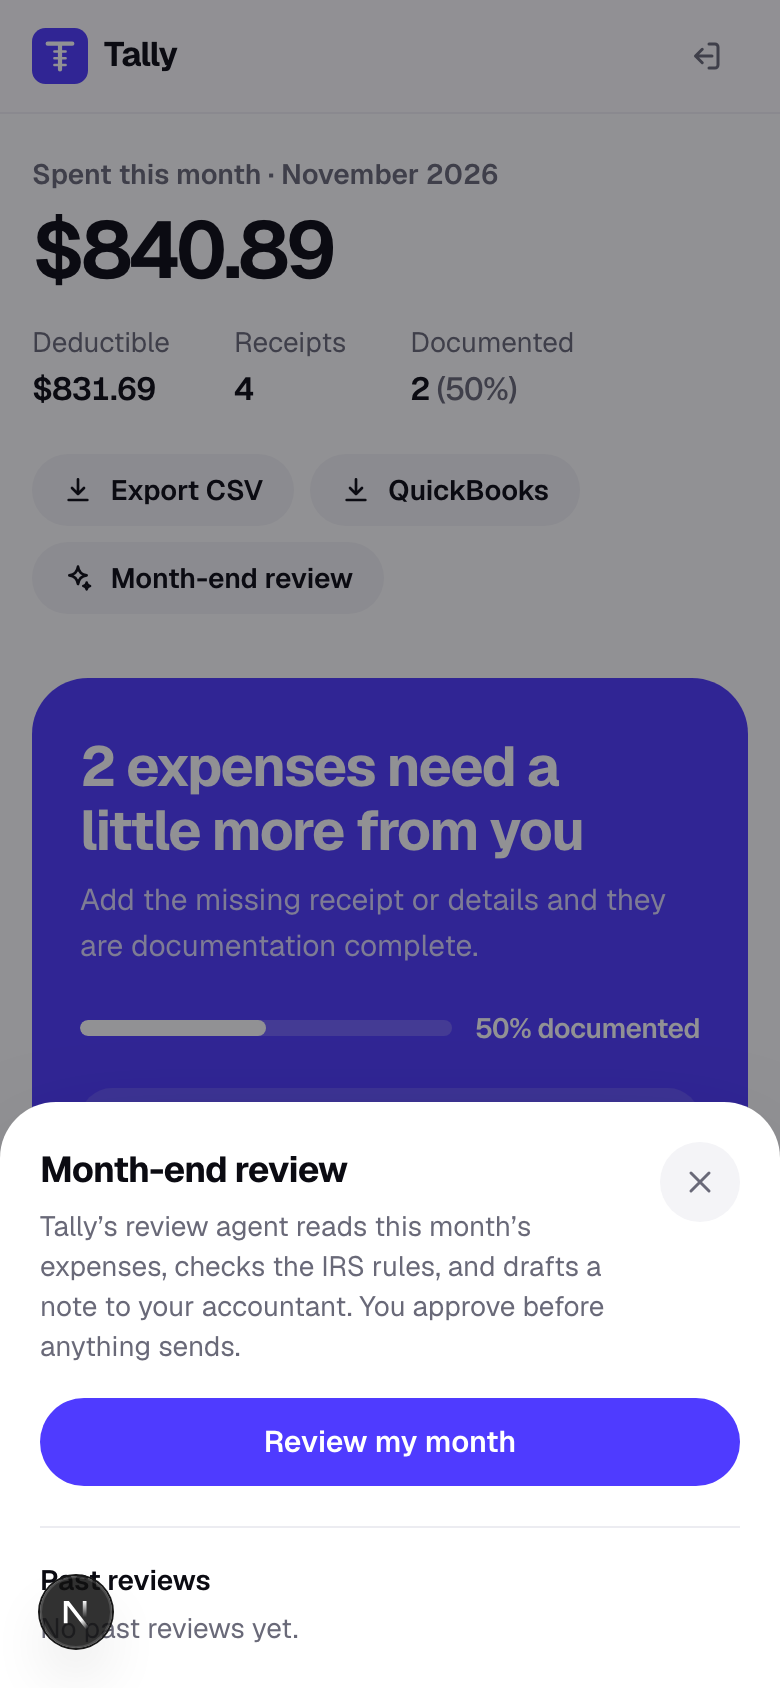 Tally
Spent this month · November 2026
$840.89
Deductible
$831.69
Receipts
4
Documented
2 (50%)
Export CSV
QuickBooks
Month-end review
2 expenses need a
little more from you
Add the missing receipt or details and they
are documentation complete.
50% documented
Month-end review
Tally’s review agent reads this month’s
expenses, checks the IRS rules, and drafts a
note to your accountant. You approve before
anything sends.
Review my month
Past reviews
No past reviews yet.
N